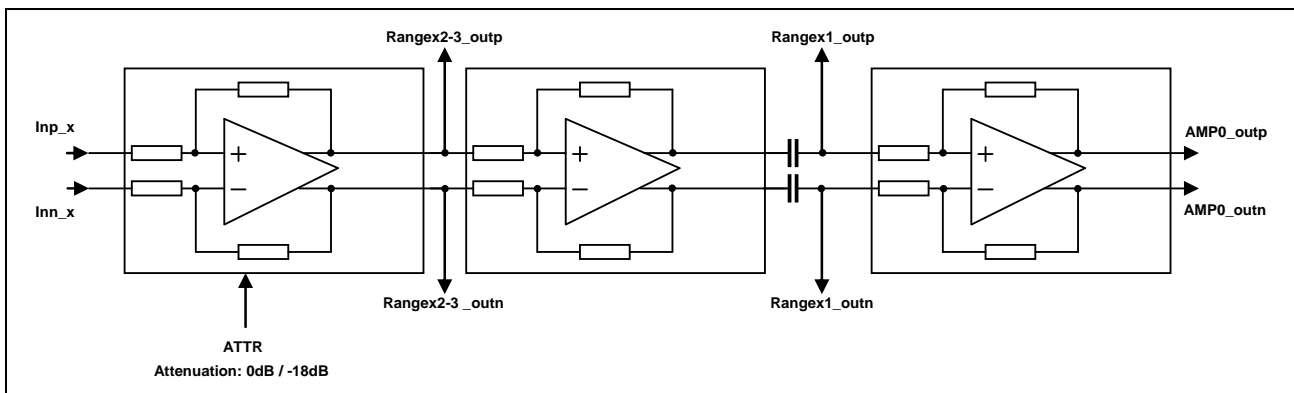 Rangex2-3_outp
Rangex1_outp
Inp_x
Inn_x
+
−
+
−
+
−
AMP0_outp
AMP0_outn
Rangex2-3 _outn
Rangex1_outn
ATTR
Attenuation: 0dB / -18dB